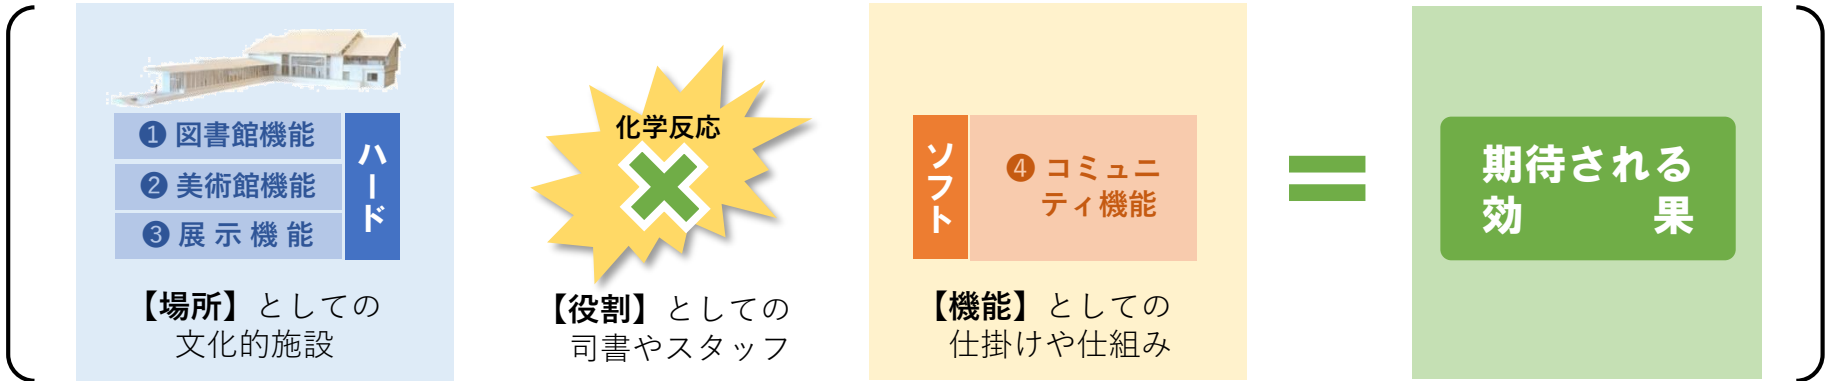 ❶ 図書館機能
❷ 美術館機能
❸ 展 示 機 能
ハード
【場所】としての
文化的施設
化学反応
【役割】としての
司書やスタッフ
ソフト
❹ コミュニ
ティ機能
【機能】としての
仕掛けや仕組み
=
期待される
効 果